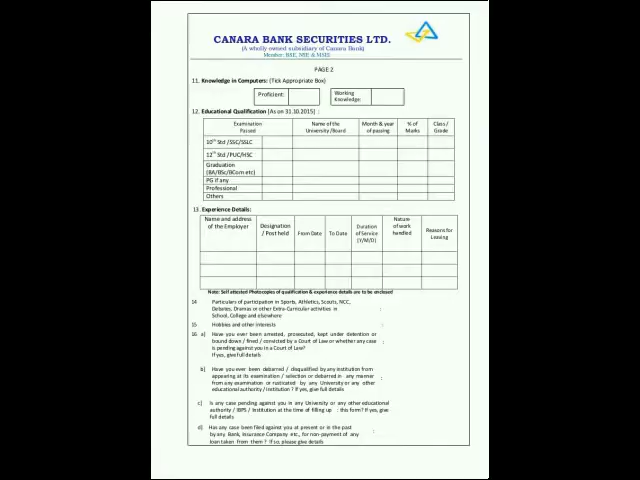 CANARA BANK SECURITIES LTD.
(A wholly owned subsidiary of Canara Bank)
Member: BSE, NSE & MSEI
PAGE 2
11. Knowledge in Computers: (Tick Appropriate Box)
Proficient: Working Knowledge:
12. Educational Qualification [As on 31.10.2015] :
Examination Passed Name of the University /Board Month & year of passing % of Marks Class / Grade
10th Std /SSC/SSLC
12th Std /PUC/HSC
Graduation
(BA/BSc/BCom etc)
PG if any
Professional
Others
13. Experience Details:
Name and address of the Employer Designation / Post held From Date To Date Duration of Service (Y/M/D) Nature of work handled Reasons for Leaving
Note: Self attested Photocopies of qualification & experience details are to be enclosed
14 Particulars of participation in Sports, Athletics, Scouts, NCC,
Debates, Dramas or other Extra-Curricular activities in :
School, College and elsewhere
15 Hobbies and other interests :
16. a) Have you ever been arrested, prosecuted, kept under detention or
bound down / fined / convicted by a Court of Law or whether any case :
is pending against you in a Court of Law?
If yes, give full details
b) Have you ever been debarred / disqualified by any institution from
appearing at its examination / selection or debarred in any manner :
from any examination or rusticated by any University or any other
educational authority / Institution ? If yes, give full details
c) Is any case pending against you in any University or any other educational
authority / IBPS / Institution at the time of filling up : this form? If yes, give
full details
d) Has any case been filed against you at present or in the past
by any Bank, Insurance Company etc., for non-payment of any :
loan taken from them ? If so, please give details